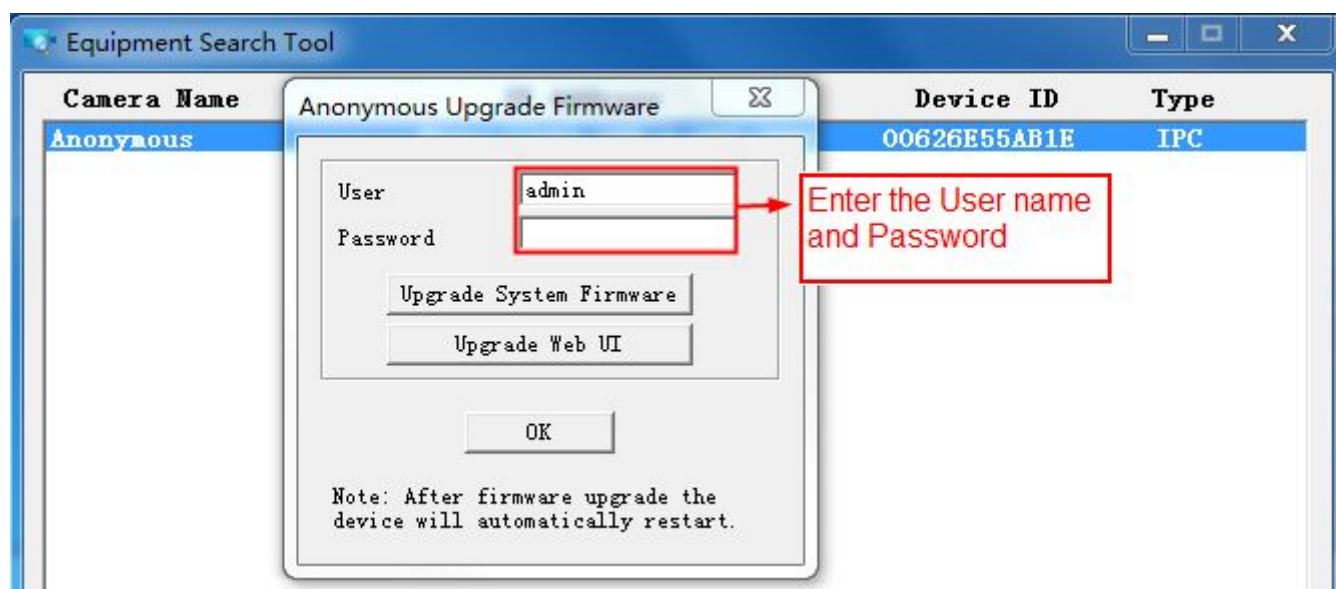 Equipment Search Tool
Camera Name
Device ID
Type
Anonymous
00626E55AB1E
IPC
Anonymous Upgrade Firmware
User
admin
Password
Enter the User name
and Password
Upgrade System Firmware
Upgrade Web UI
OK
Note: After firmware upgrade the
device will automatically restart.